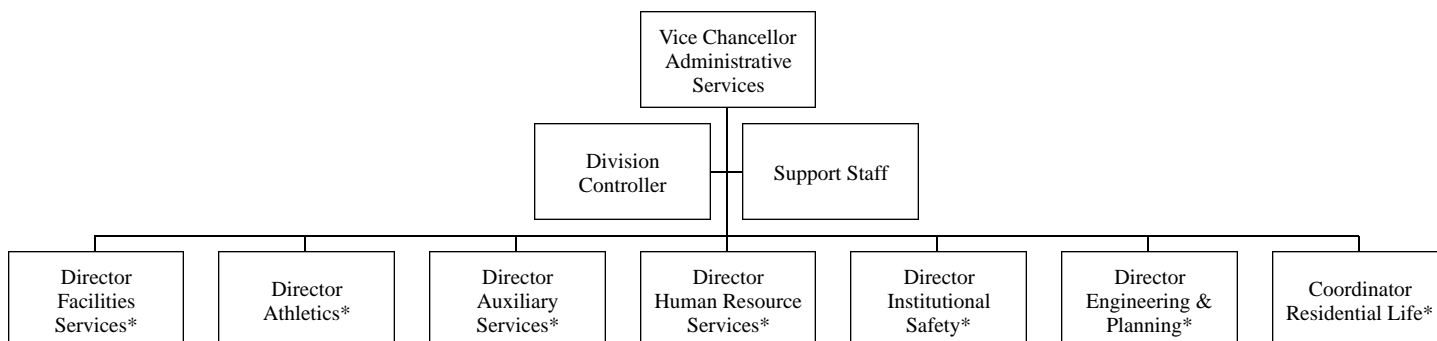 Vice Chancellor
Administrative
Services
Division
Controller
Support Staff
Director
Facilities
Services*
Director
Athletics*
Director
Auxiliary
Services*
Director
Human Resource
Services*
Director
Institutional
Safety*
Director
Engineering &
Planning*
Coordinator
Residential Life*